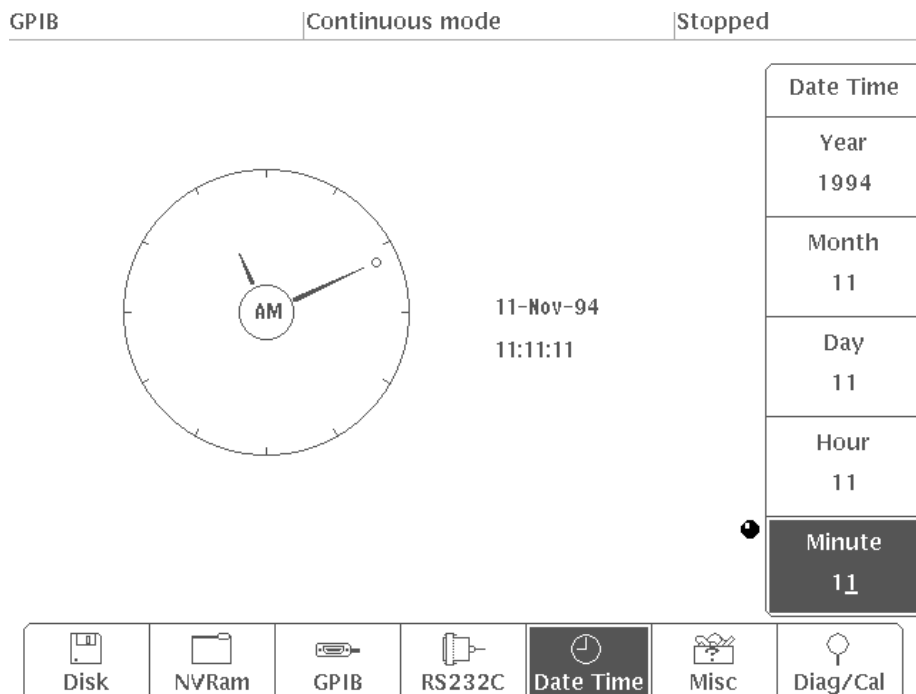 GPIB Continuous mode Stopped
Date Time
Year
1994
Month
11
Day
11
Hour
11
Minute
11
AM
11-Nov-94
11:11:11
Disk NVRam GPIB RS232C Date Time Misc Diag/Cal